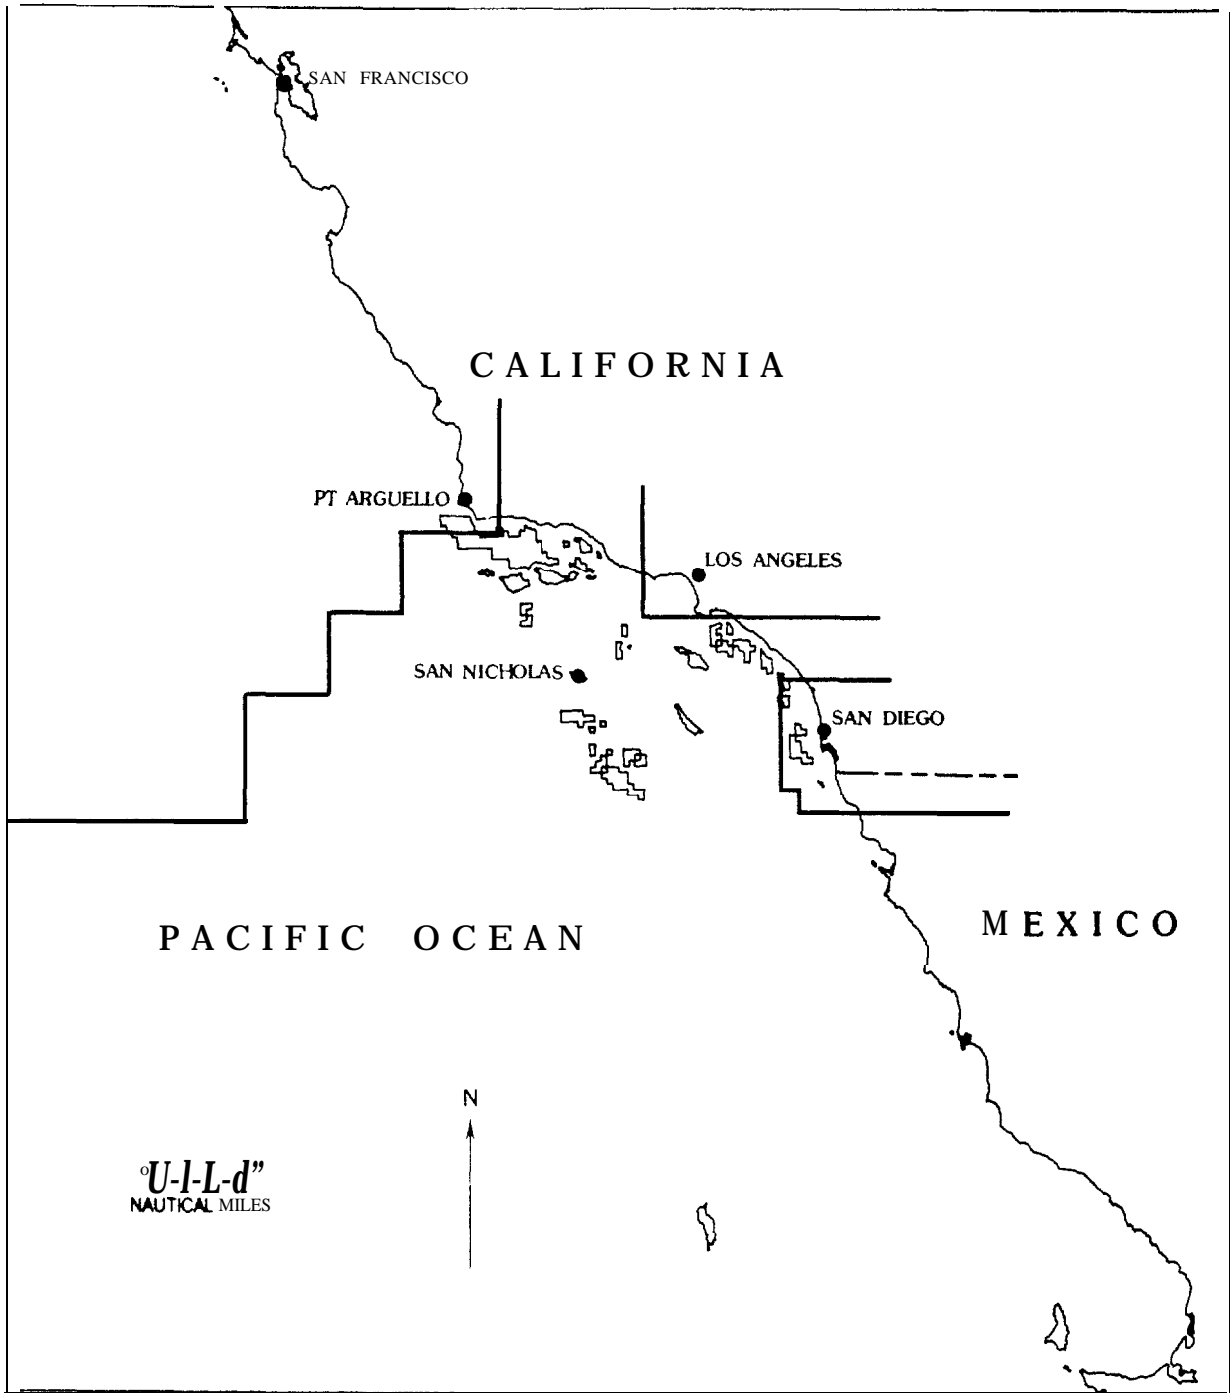 SAN FRANCISCO
CALIFORNIA
PT ARGUELLO
LOS ANGELES
SAN NICHOLAS
SAN DIEGO
PACIFIC OCEAN
MEXICO
N
"U-l-L-d”
NAUTICAL MILES